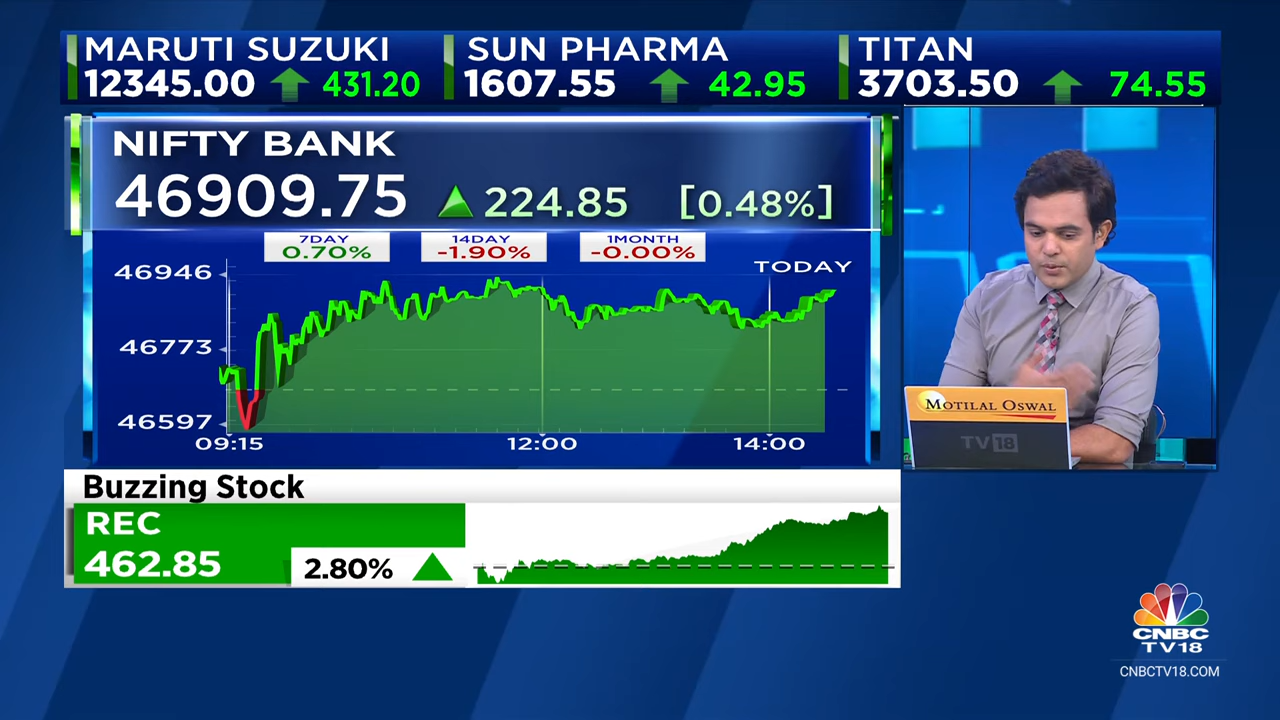 MARUTI SUZUKI
12345.00 431.20
SUN PHARMA
1607.55 42.95
TITAN
3703.50 74.55
NIFTY BANK
46909.75 224.85 [0.48%]
7DAY
0.70%
14DAY
-1.90%
1MONTH
-0.00%
TODAY
46946
46773
46597
09:15 12:00 14:00
Buzzing Stock
REC
462.85 2.80%
MOTILAL OSWAL
TV18
CNBC
TV18
CNBCTV18.COM